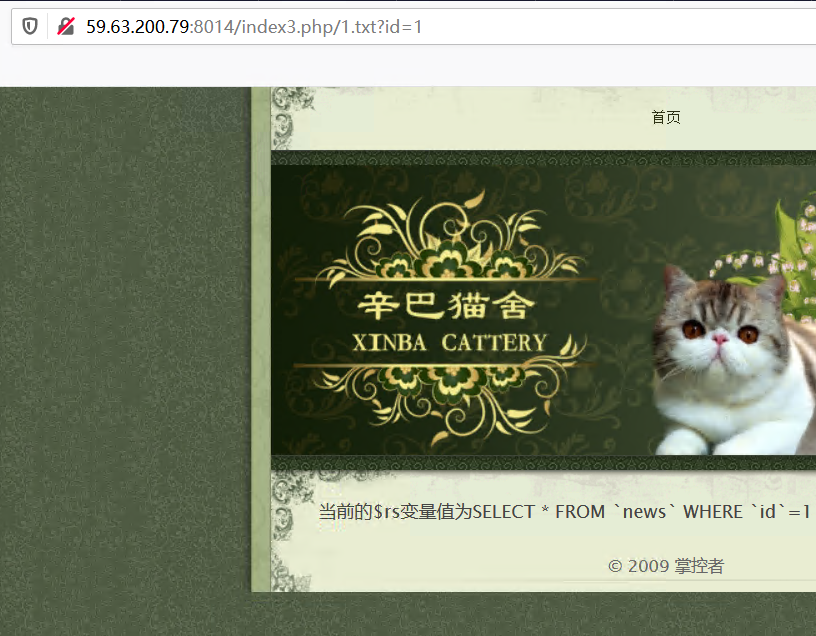 59.63.200.79:8014/index3.php/1.txt?id=1
首页
辛巴猫舍
XINBA CATTERY
当前的$rs变量值为SELECT * FROM `news` WHERE `id`=1
© 2009 掌控者